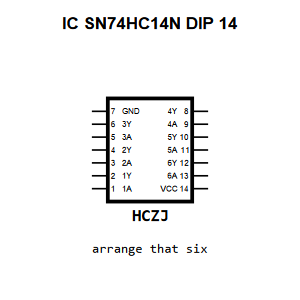 IC SN74HC14N DIP 14
7 GND 4Y 8
6 3Y 4A 9
5 3A 5Y 10
4 2Y 5A 11
3 2A 6Y 12
2 1Y 6A 13
1 1A VCC 14
HCZJ
arrange that six